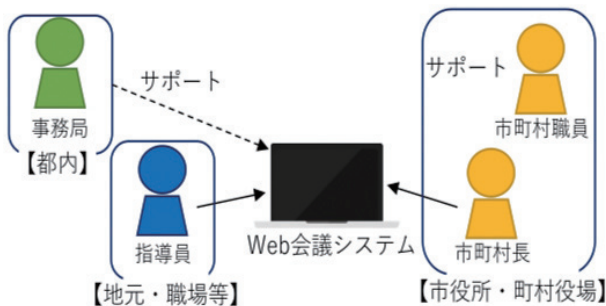 サポート
事務局
【都内】
指導員
【地元・職場等】
Web会議システム
サポート
市町村職員
市町村長
【市役所・町村役場】